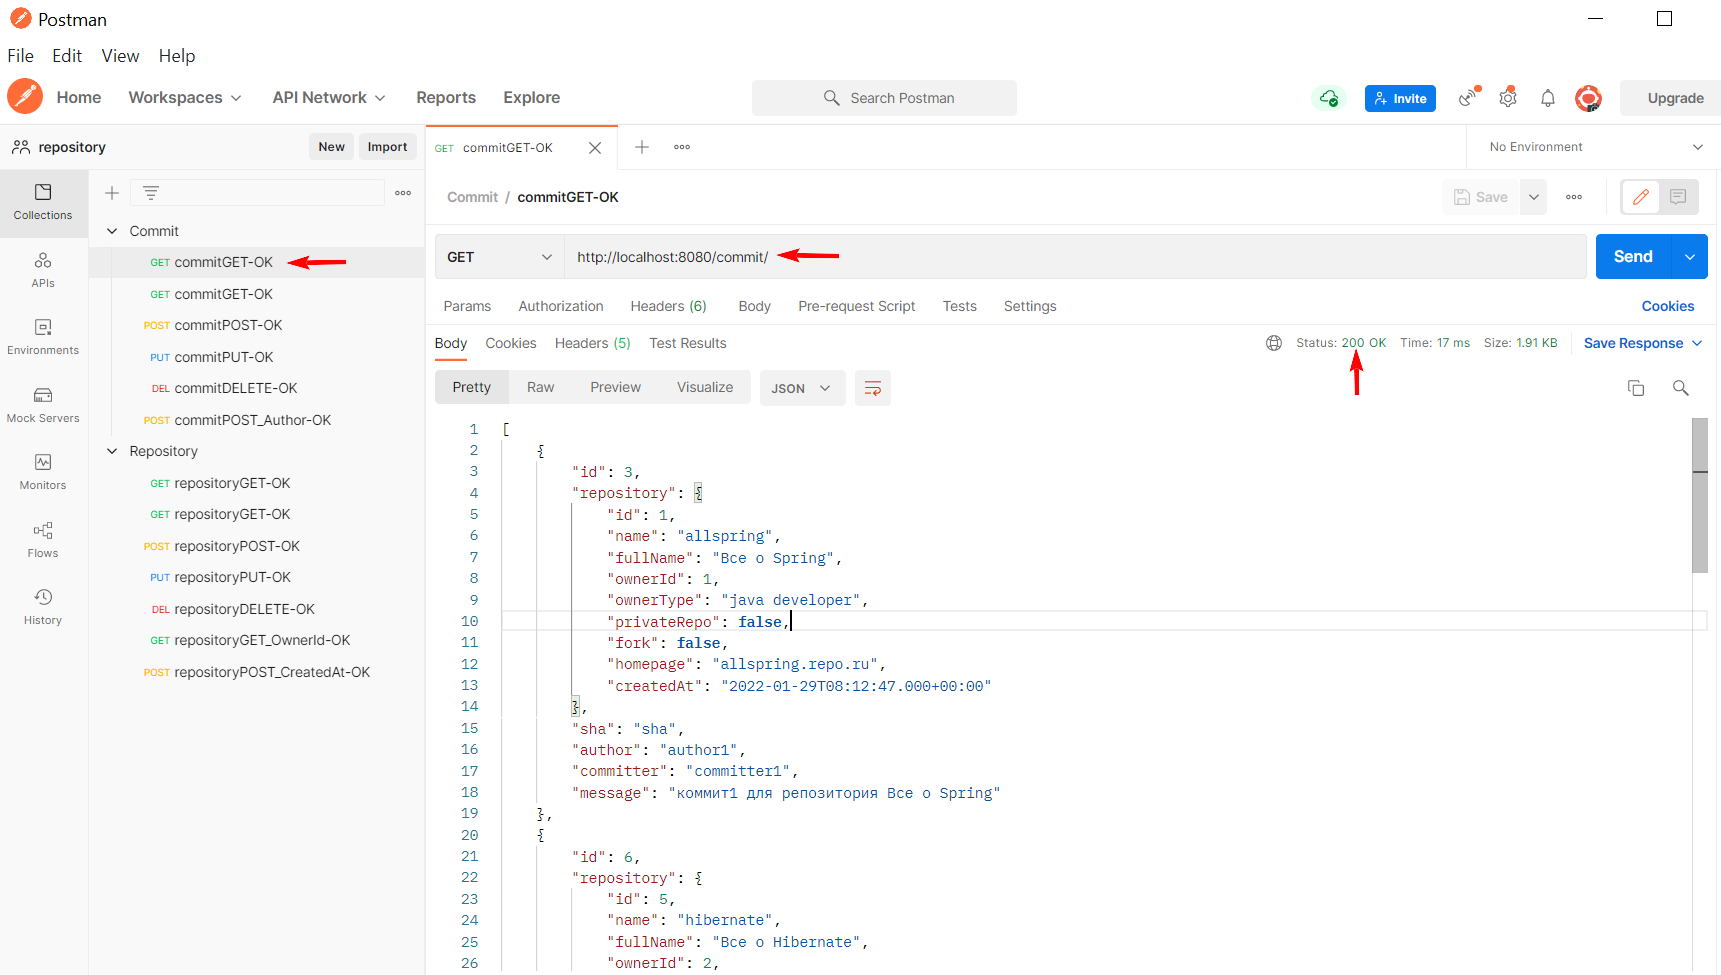 Postman
File Edit View Help
Home Workspaces API Network Reports Explore Search Postman Invite Upgrade
repository New Import GET commitGET-OK No Environment
Collections
APIs
Environments
Mock Servers
Monitors
Flows
History
Commit
GET commitGET-OK
GET commitGET-OK
POST commitPOST-OK
PUT commitPUT-OK
DEL commitDELETE-OK
POST commitPOST_Author-OK
Repository
GET repositoryGET-OK
GET repositoryGET-OK
POST repositoryPOST-OK
PUT repositoryPUT-OK
DEL repositoryDELETE-OK
GET repositoryGET_OwnerId-OK
POST repositoryPOST_CreatedAt-OK
Commit / commitGET-OK Save
GET http://localhost:8080/commit/ Send
Params Authorization Headers (6) Body Pre-request Script Tests Settings Cookies
Body Cookies Headers (5) Test Results Status: 200 OK Time: 17 ms Size: 1.91 KB Save Response
Pretty Raw Preview Visualize JSON
1 [
2 {
3 "id": 3,
4 "repository": {
5 "id": 1,
6 "name": "allspring",
7 "fullName": "Все о Spring",
8 "ownerId": 1,
9 "ownerType": "java developer",
10 "privateRepo": false,
11 "fork": false,
12 "homepage": "allspring.repo.ru",
13 "createdAt": "2022-01-29T08:12:47.000+00:00"
14 },
15 "sha": "sha",
16 "author": "author1",
17 "committer": "committer1",
18 "message": "коммит1 для репозитория Все о Spring"
19 },
20 {
21 "id": 6,
22 "repository": {
23 "id": 5,
24 "name": "hibernate",
25 "fullName": "Все о Hibernate",
26 "ownerId": 2,